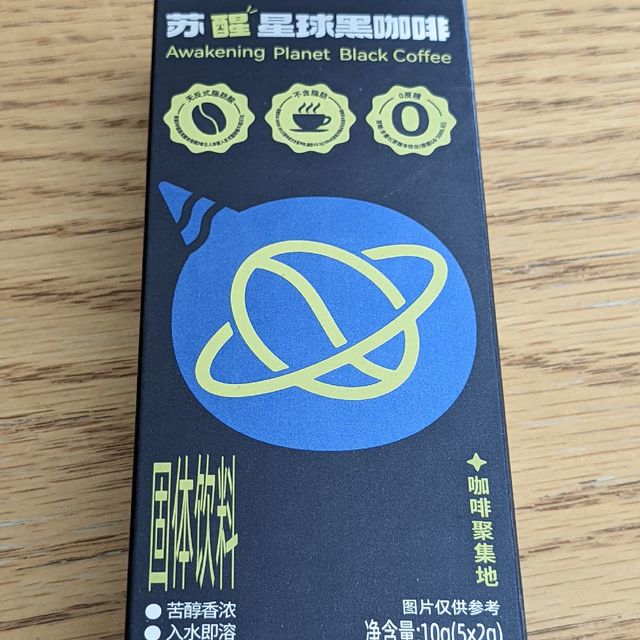 苏醒星球黑咖啡
Awakening Planet Black Coffee
无反式脂肪酸
不含脂肪
0蔗糖
0
固体饮料
咖啡聚集地
苦醇香浓
入水即溶
图片仅供参考
净含量:10g(5x2g)